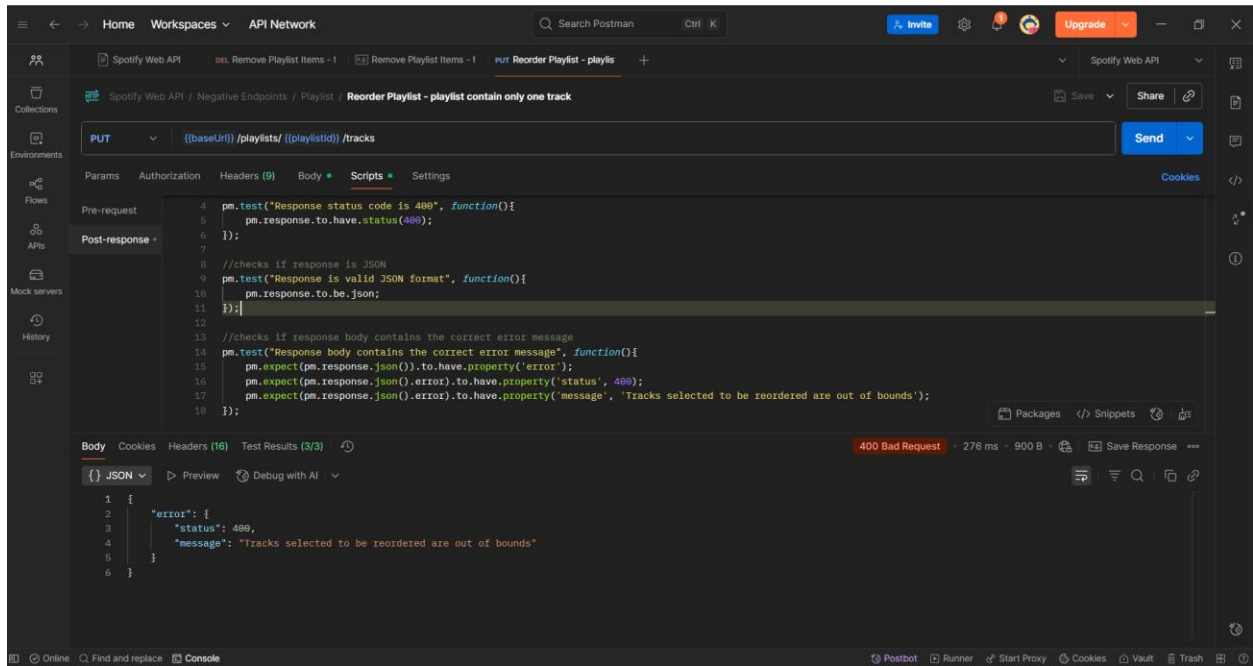 Home Workspaces API Network Search Postman Ctrl K Invite 1 Upgrade
Spotify Web API DEL Remove Playlist Items - 1 e.g. Remove Playlist Items - 1 PUT Reorder Playlist - playlis Spotify Web API
HTTP Spotify Web API / Negative Endpoints / Playlist / Reorder Playlist - playlist contain only one track Save Share
Collections
PUT {{baseUrl}} /playlists/ {{playlistId}} /tracks Send
Environments
Params Authorization Headers (9) Body Scripts Settings Cookies
Flows
Pre-request
Post-response
APIs
Mock servers
History
4 pm.test("Response status code is 400", function(){
5 pm.response.to.have.status(400);
6 });
7
8 //checks if response is JSON
9 pm.test("Response is valid JSON format", function(){
10 pm.response.to.be.json;
11 });
12
13 //checks if response body contains the correct error message
14 pm.test("Response body contains the correct error message", function(){
15 pm.expect(pm.response.json()).to.have.property('error');
16 pm.expect(pm.response.json().error).to.have.property('status', 400);
17 pm.expect(pm.response.json().error).to.have.property('message', 'Tracks selected to be reordered are out of bounds');
18 });
Packages </> Snippets
Body Cookies Headers (16) Test Results (3/3) 400 Bad Request 276 ms 900 B e.g. Save Response
{} JSON Preview Debug with AI
1 {
2 "error": {
3 "status": 400,
4 "message": "Tracks selected to be reordered are out of bounds"
5 }
6 }
Online Find and replace Console Postbot Runner Start Proxy Cookies Vault Trash